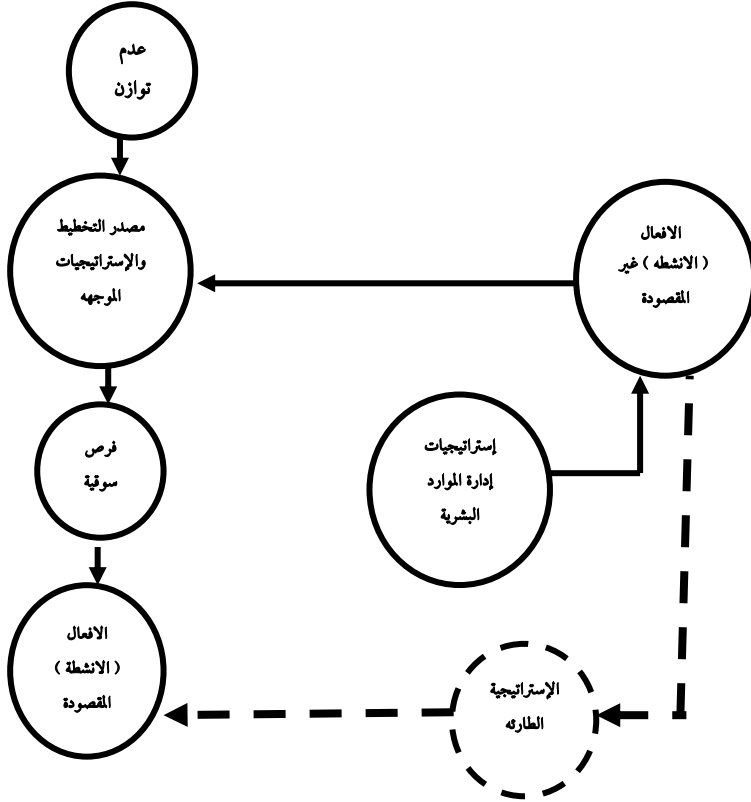 عدم
توازن
مصدر التخطيط
والإستراتيجيات
الموجهه
الافعال
( الانشطه ) غير
المقصودة
فرص
سوقية
إستراتيجيات
إدارة الموارد
البشرية
الافعال
( الانشطة )
المقصودة
الإستراتيجية
الطارئه